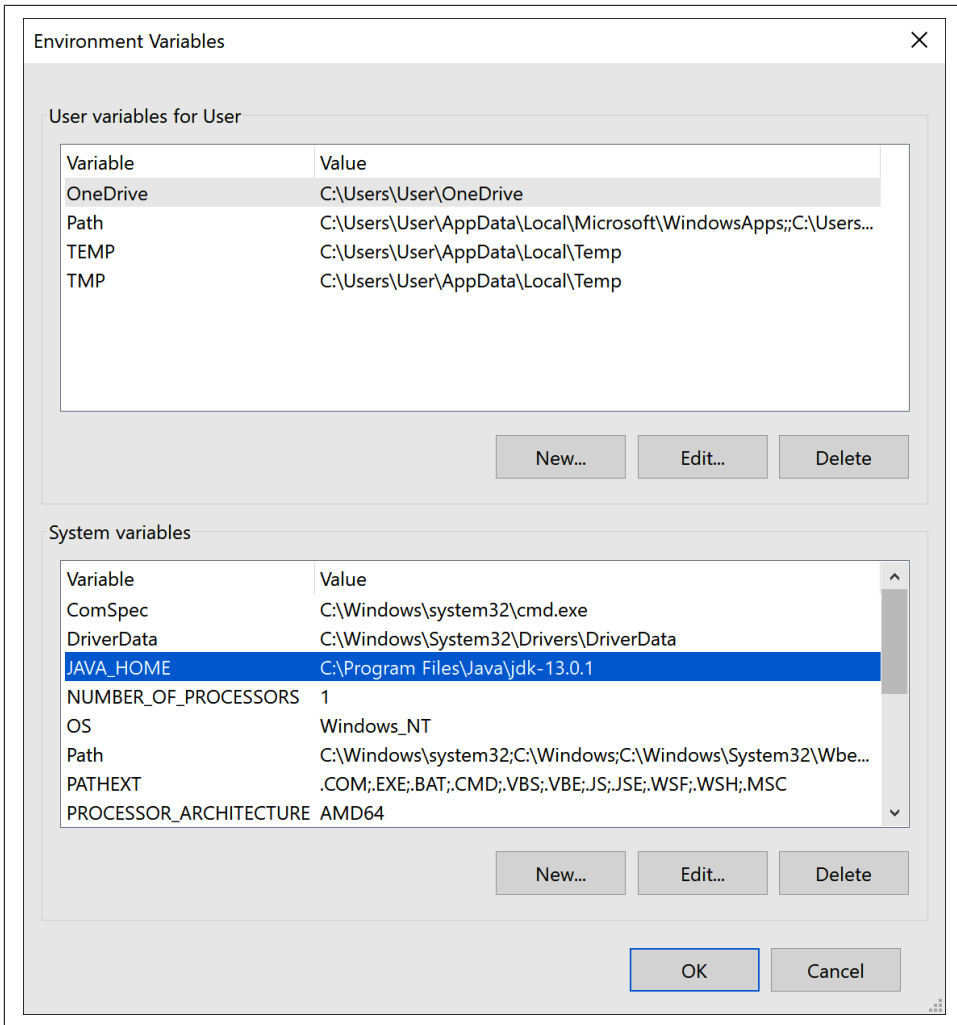 Environment Variables
User variables for User
Variable Value
OneDrive C:\Users\User\OneDrive
Path C:\Users\User\AppData\Local\Microsoft\WindowsApps;;C:\Users...
TEMP C:\Users\User\AppData\Local\Temp
TMP C:\Users\User\AppData\Local\Temp
New... Edit... Delete
System variables
Variable Value
ComSpec C:\Windows\system32\cmd.exe
DriverData C:\Windows\System32\Drivers\DriverData
JAVA_HOME C:\Program Files\Java\jdk-13.0.1
NUMBER_OF_PROCESSORS 1
OS Windows_NT
Path C:\Windows\system32;C:\Windows;C:\Windows\System32\Wbe...
PATHEXT .COM;.EXE;.BAT;.CMD;.VBS;.VBE;.JS;.JSE;.WSF;.WSH;.MSC
PROCESSOR_ARCHITECTURE AMD64
New... Edit... Delete
OK Cancel